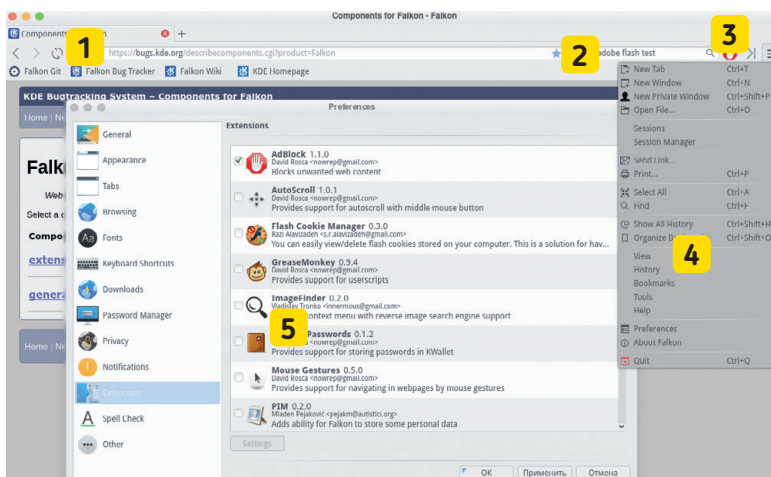 Components for Falkon - Falkon
Components
3
1
https://bugs.kde.org/describecomponents.cgi?product=Falkon
2
adobe flash test
Falkon Git Falkon Bug Tracker Falkon Wiki KDE Homepage
New Tab Ctrl+T
New Window Ctrl+N
New Private Window Ctrl+Shift+P
Open File... Ctrl+O
Sessions
Session Manager
Send Link...
Print... Ctrl+P
Select All Ctrl+A
Find Ctrl+F
Show All History Ctrl+Shift+H
Organize Ctrl+Shift+O
4
View
History
Bookmarks
Tools
Help
Preferences
About Falkon
Quit Ctrl+Q
KDE Bugtracking System – Components for Falkon
Home
Falk
Web
Select a
Compo
extens
genera
Home
Preferences
General
Appearance
Tabs
Browsing
Fonts
Keyboard Shortcuts
Downloads
Password Manager
Privacy
Notifications
Extensions
Spell Check
Other
Extensions
AdBlock 1.1.0
David Rosca <nowrep@gmail.com>
Blocks unwanted web content
AutoScroll 1.0.1
David Rosca <nowrep@gmail.com>
Provides support for autoscroll with middle mouse button
Flash Cookie Manager 0.3.0
Razi Alavizadeh <s.r.alavizadeh@gmail.com>
You can easily view/delete flash cookies stored on your computer. This is a solution for hav...
GreaseMonkey 0.9.4
David Rosca <nowrep@gmail.com>
Provides support for userscripts
ImageFinder 0.2.0
Vladislav Tronko <innermous@gmail.com>
context menu with reverse image search engine support
5
Passwords 0.1.2
David Rosca <nowrep@gmail.com>
Provides support for storing passwords in KWallet
Mouse Gestures 0.5.0
David Rosca <nowrep@gmail.com>
Provides support for navigating in webpages by mouse gestures
PIM 0.2.0
Mladen Pejaković <pejakm@autistici.org>
Adds ability for Falkon to store some personal data
Settings
OK Применить Отмена